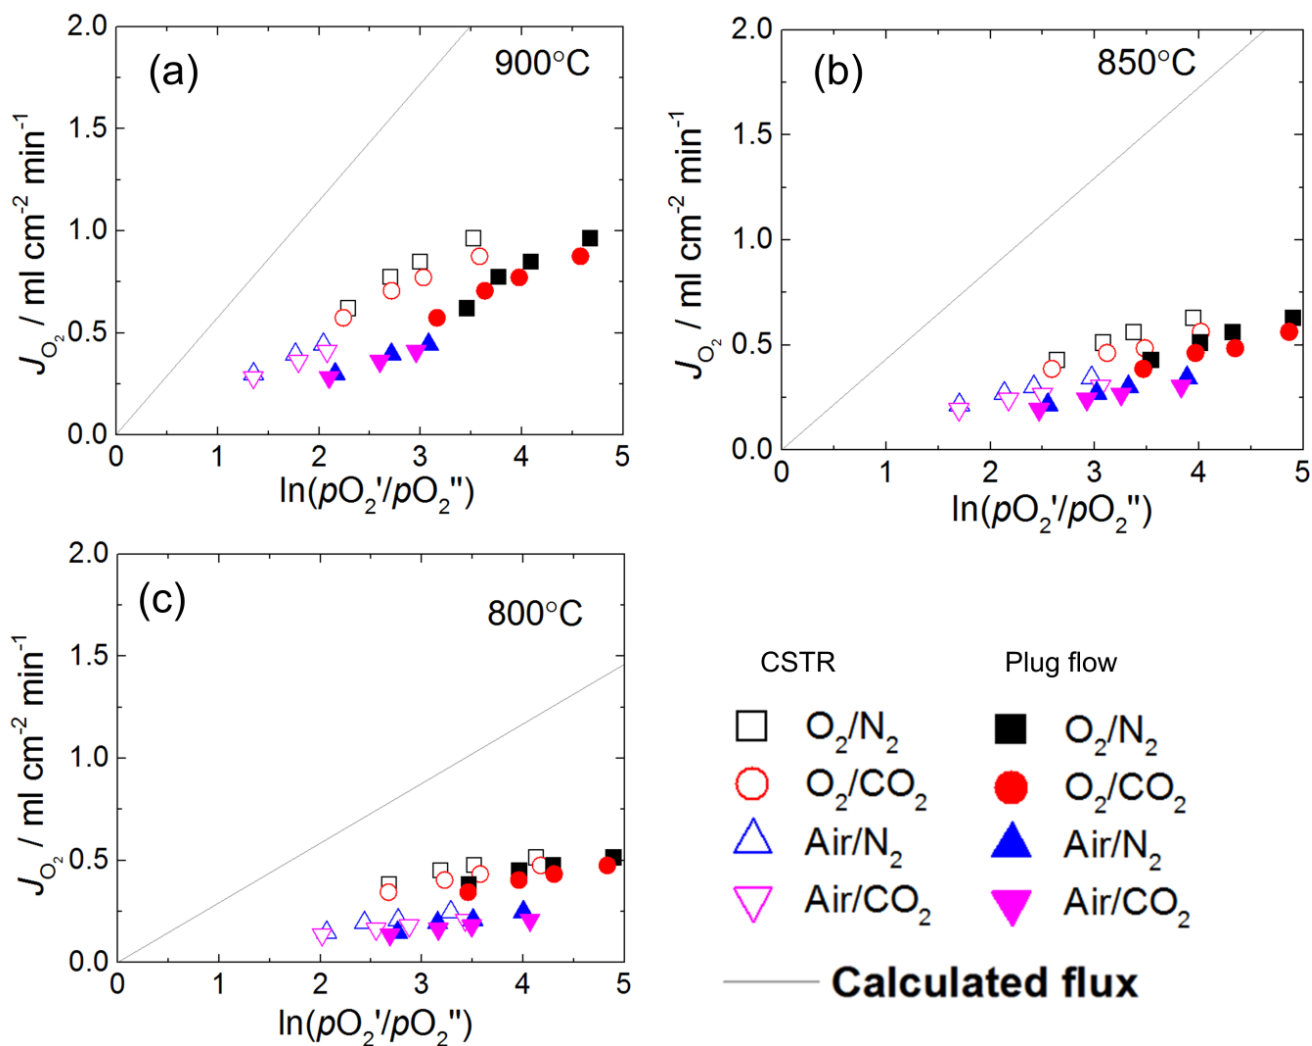 (a)
900°C
2.0
1.5
1.0
0.5
0.0
J_O₂ / ml cm⁻² min⁻¹
0 1 2 3 4 5
ln(pO₂'/pO₂'')
(b)
850°C
2.0
1.5
1.0
0.5
0.0
J_O₂ / ml cm⁻² min⁻¹
0 1 2 3 4 5
ln(pO₂'/pO₂'')
(c)
800°C
2.0
1.5
1.0
0.5
0.0
J_O₂ / ml cm⁻² min⁻¹
0 1 2 3 4 5
ln(pO₂'/pO₂'')
CSTR Plug flow
O₂/N₂ O₂/N₂
O₂/CO₂ O₂/CO₂
Air/N₂ Air/N₂
Air/CO₂ Air/CO₂
Calculated flux